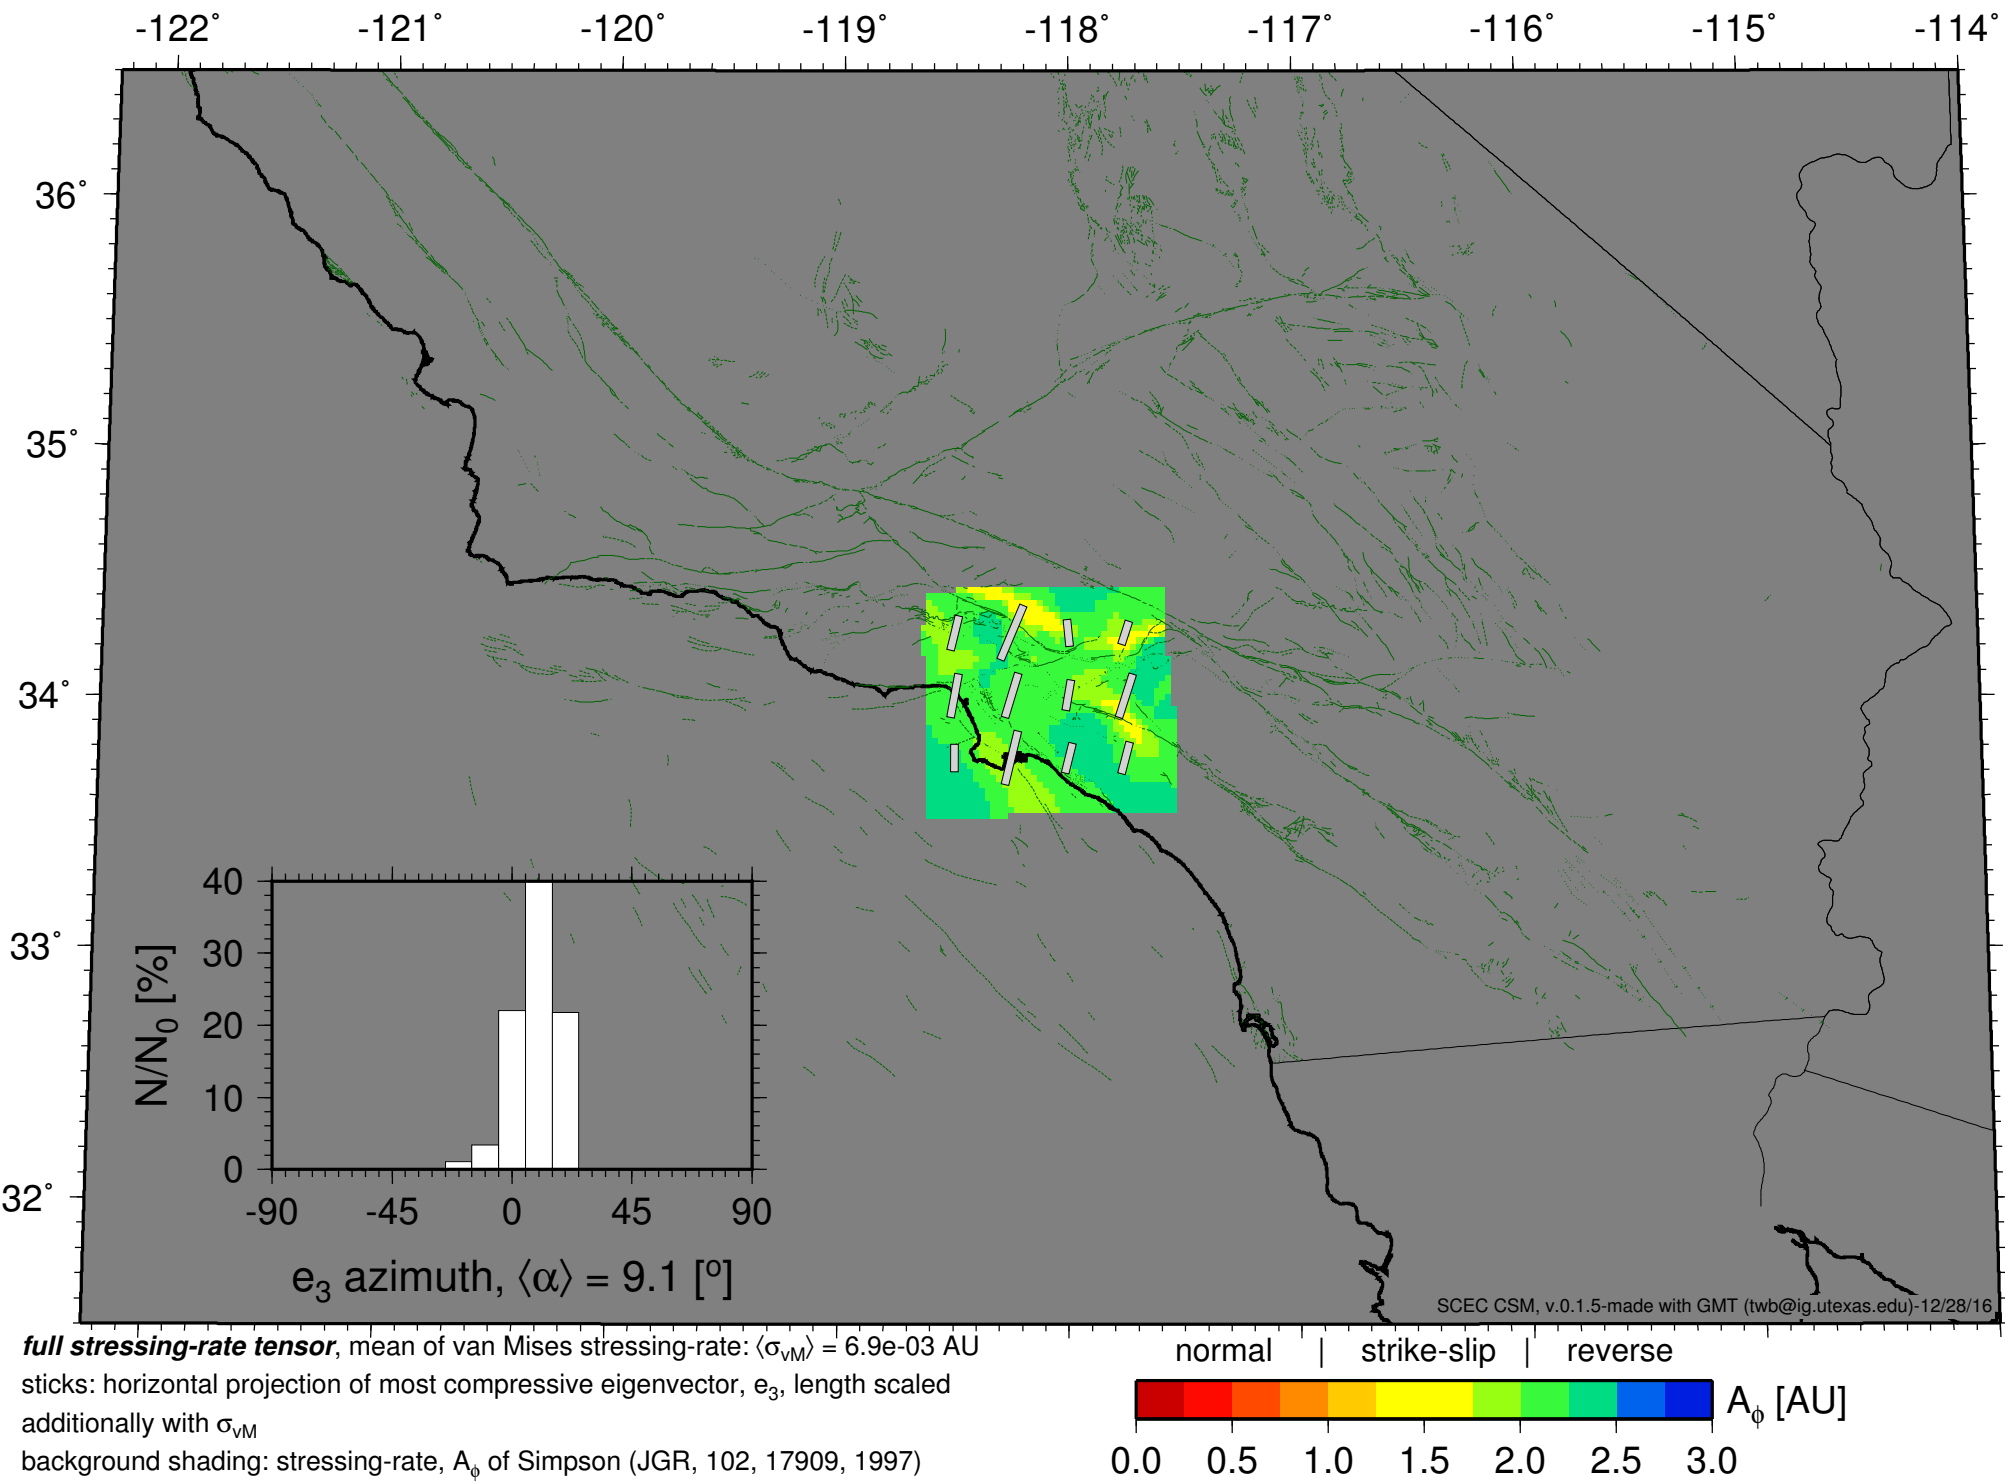 -122˚ -121˚ -120˚ -119˚ -118˚ -117˚ -116˚ -115˚ -114˚
36˚
35˚
34˚
33˚
32˚
40
30
20
10
0
N/N0 [%]
-90 -45 0 45 90
e3 azimuth, ⟨α⟩ = 9.1 [º]
SCEC CSM, v.0.1.5-made with GMT (twb@ig.utexas.edu)-12/28/16
full stressing-rate tensor, mean of van Mises stressing-rate: ⟨σvM⟩ = 6.9e-03 AU
sticks: horizontal projection of most compressive eigenvector, e3, length scaled
additionally with σvM
background shading: stressing-rate, Aϕ of Simpson (JGR, 102, 17909, 1997)
normal | strike-slip | reverse
Aϕ [AU]
0.0 0.5 1.0 1.5 2.0 2.5 3.0